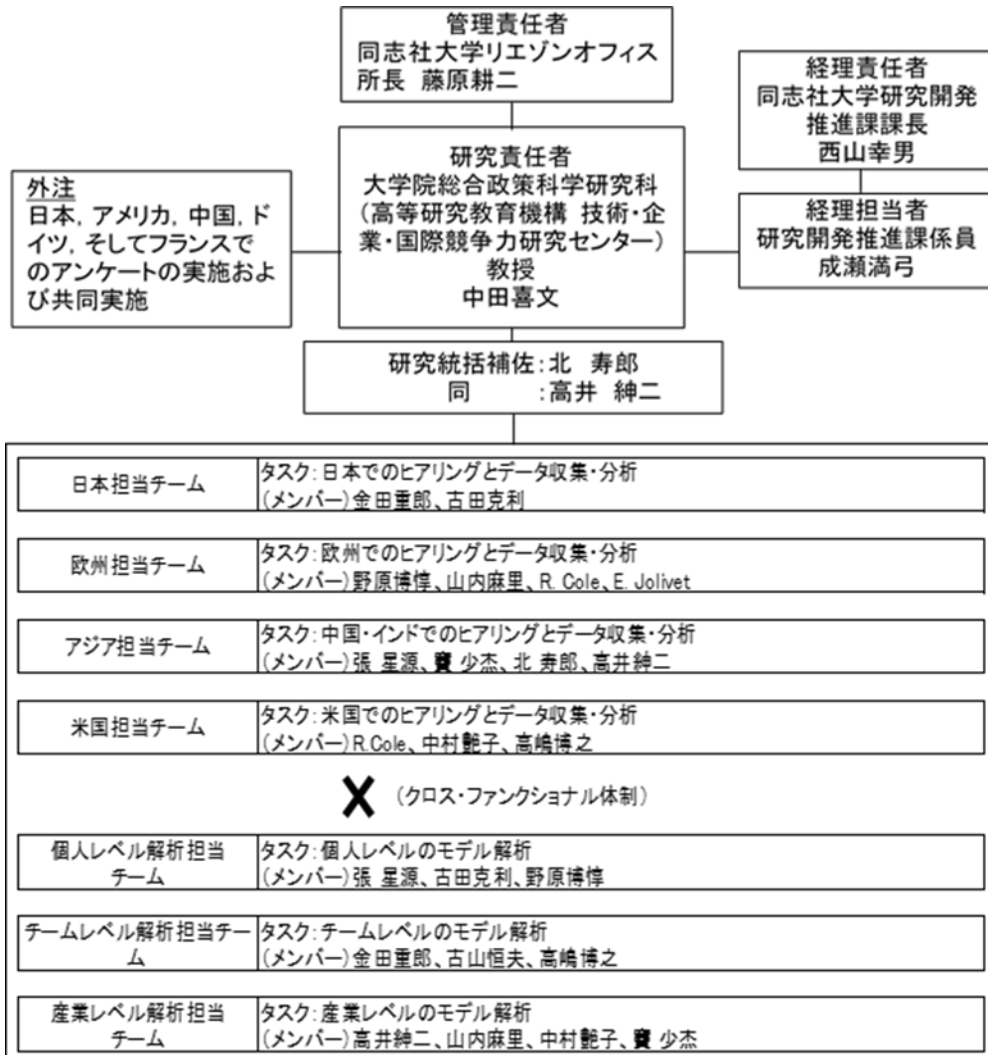 管理責任者
同志社大学リエゾンオフィス
所長 藤原耕二
経理責任者
同志社大学研究開発
推進課課長
西山幸男
研究責任者
大学院総合政策科学研究科
(高等研究教育機構 技術・企
業・国際競争力研究センター)
教授
中田喜文
外注
日本, アメリカ, 中国, ド
イツ, そしてフランスで
のアンケートの実施およ
び共同実施
経理担当者
研究開発推進課係員
成瀬満弓
研究統括補佐:北 寿郎
同 :高井 紳二
日本担当チーム
タスク:日本でのヒアリングとデータ収集・分析
(メンバー)金田重郎、古田克利
欧州担当チーム
タスク:欧州でのヒアリングとデータ収集・分析
(メンバー)野原博惇、山内麻里、R. Cole、E. Jolivet
アジア担当チーム
タスク:中国・インドでのヒアリングとデータ収集・分析
(メンバー)張 星源、竇 少杰、北 寿郎、高井紳二
米国担当チーム
タスク:米国でのヒアリングとデータ収集・分析
(メンバー)R.Cole、中村艶子、高嶋博之
X (クロス・ファンクショナル体制)
個人レベル解析担当
チーム
タスク:個人レベルのモデル解析
(メンバー)張 星源、古田克利、野原博惇
チームレベル解析担当チー
ム
タスク:チームレベルのモデル解析
(メンバー)金田重郎、古山恒夫、高嶋博之
産業レベル解析担当
チーム
タスク:産業レベルのモデル解析
(メンバー)高井紳二、山内麻里、中村艶子、竇 少杰